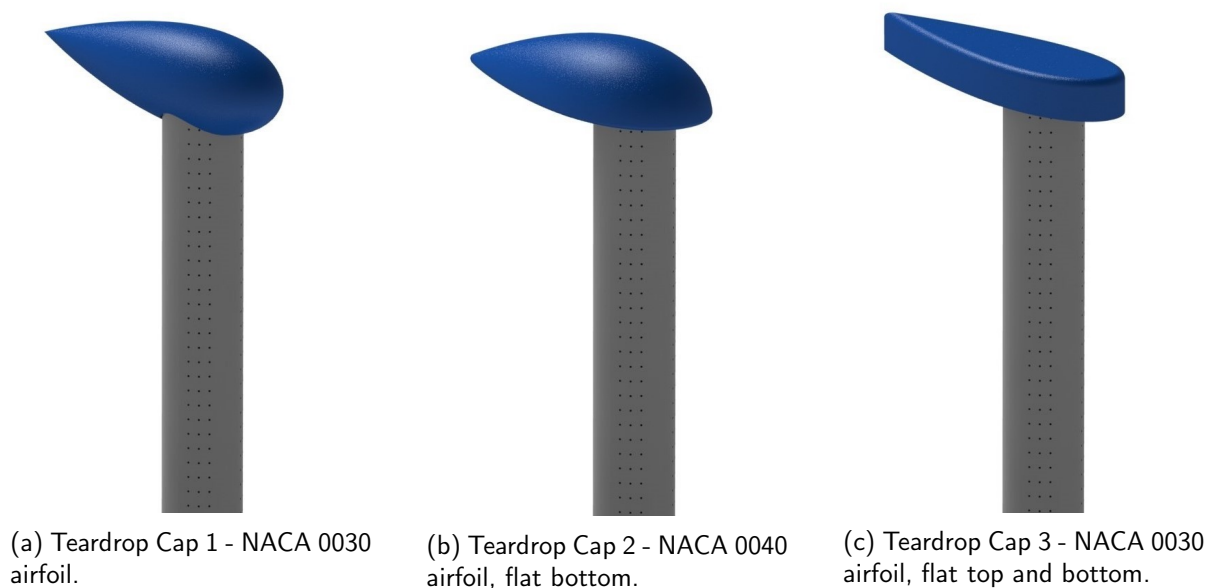 (a) Teardrop Cap 1 - NACA 0030
airfoil.
(b) Teardrop Cap 2 - NACA 0040
airfoil, flat bottom.
(c) Teardrop Cap 3 - NACA 0030
airfoil, flat top and bottom.